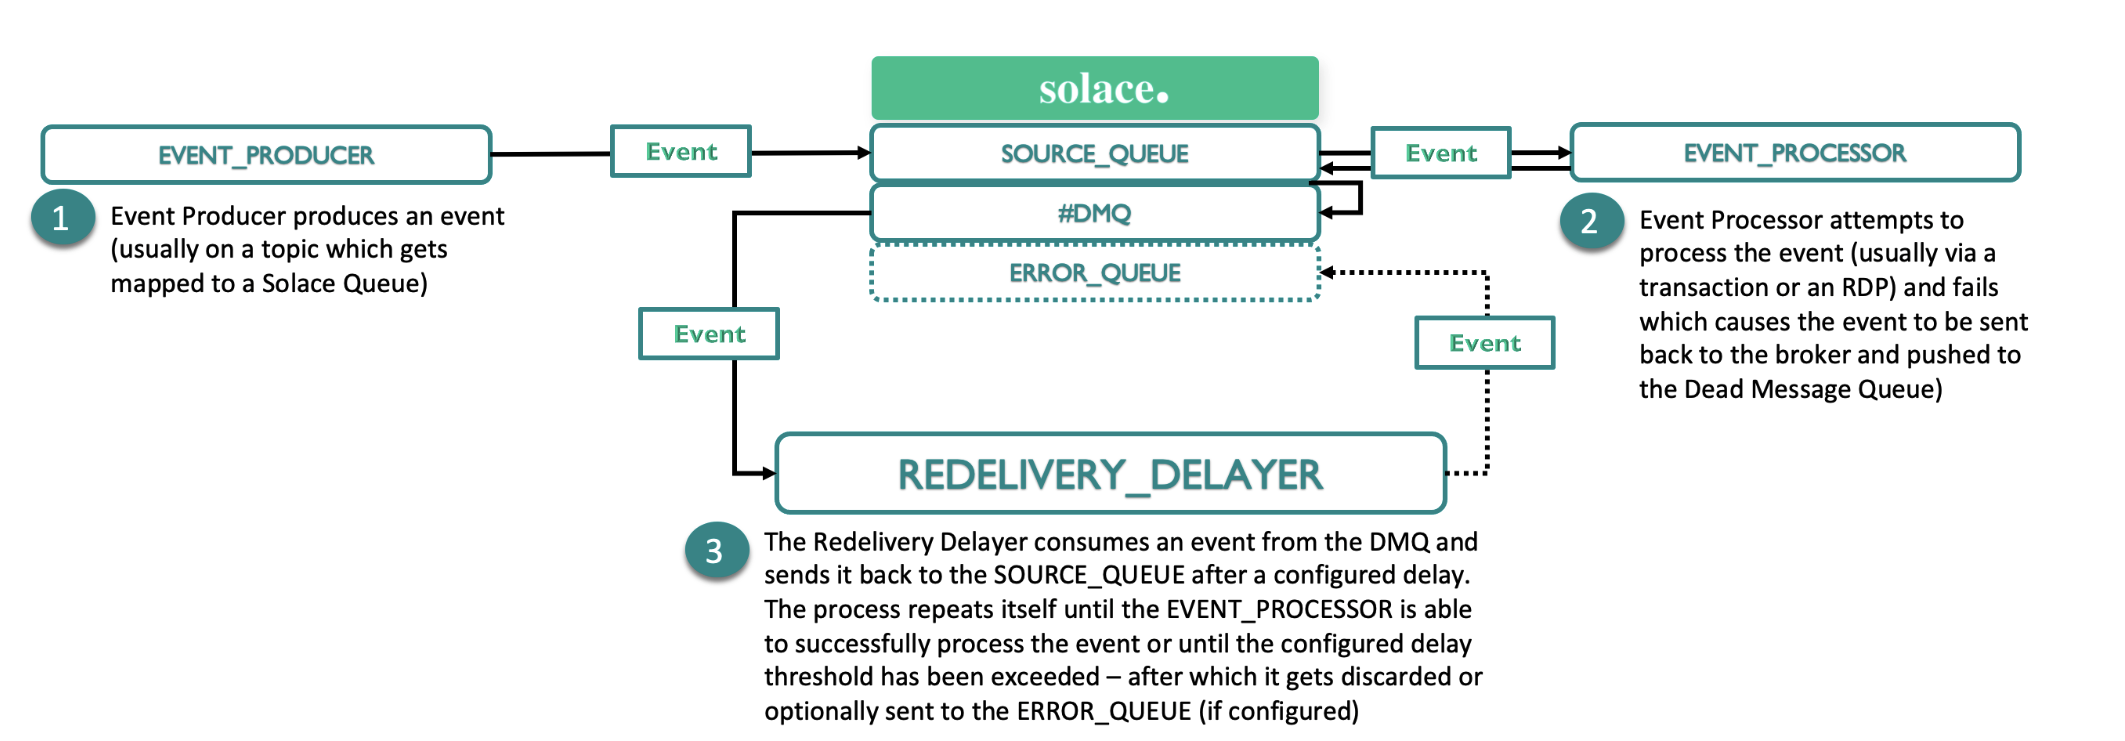 solace.
EVENT_PRODUCER
Event
SOURCE_QUEUE
Event
EVENT_PROCESSOR
#DMQ
ERROR_QUEUE
1
Event Producer produces an event
(usually on a topic which gets
mapped to a Solace Queue)
2
Event Processor attempts to
process the event (usually via a
transaction or an RDP) and fails
which causes the event to be sent
back to the broker and pushed to
the Dead Message Queue)
Event
Event
REDELIVERY_DELAYER
3
The Redelivery Delayer consumes an event from the DMQ and
sends it back to the SOURCE_QUEUE after a configured delay.
The process repeats itself until the EVENT_PROCESSOR is able
to successfully process the event or until the configured delay
threshold has been exceeded – after which it gets discarded or
optionally sent to the ERROR_QUEUE (if configured)